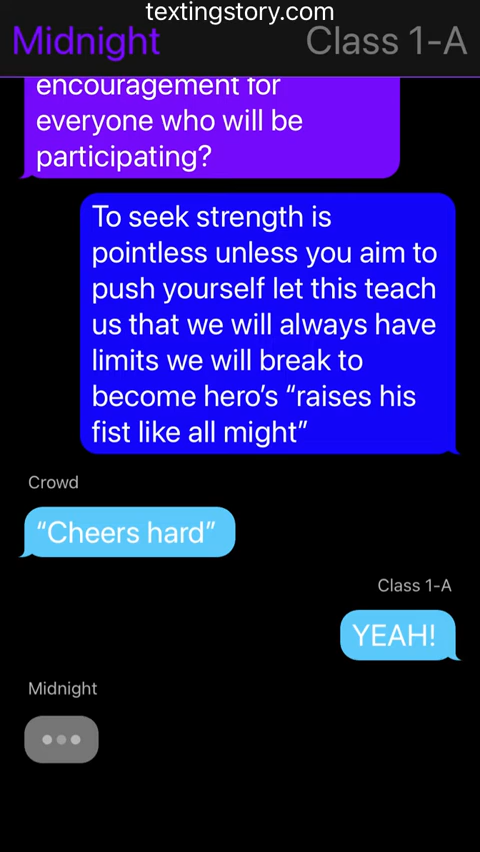 textingstory.com
Midnight
Class 1-A
encouragement for
everyone who will be
participating?
To seek strength is
pointless unless you aim to
push yourself let this teach
us that we will always have
limits we will break to
become hero’s “raises his
fist like all might”
Crowd
“Cheers hard”
Class 1-A
YEAH!
Midnight